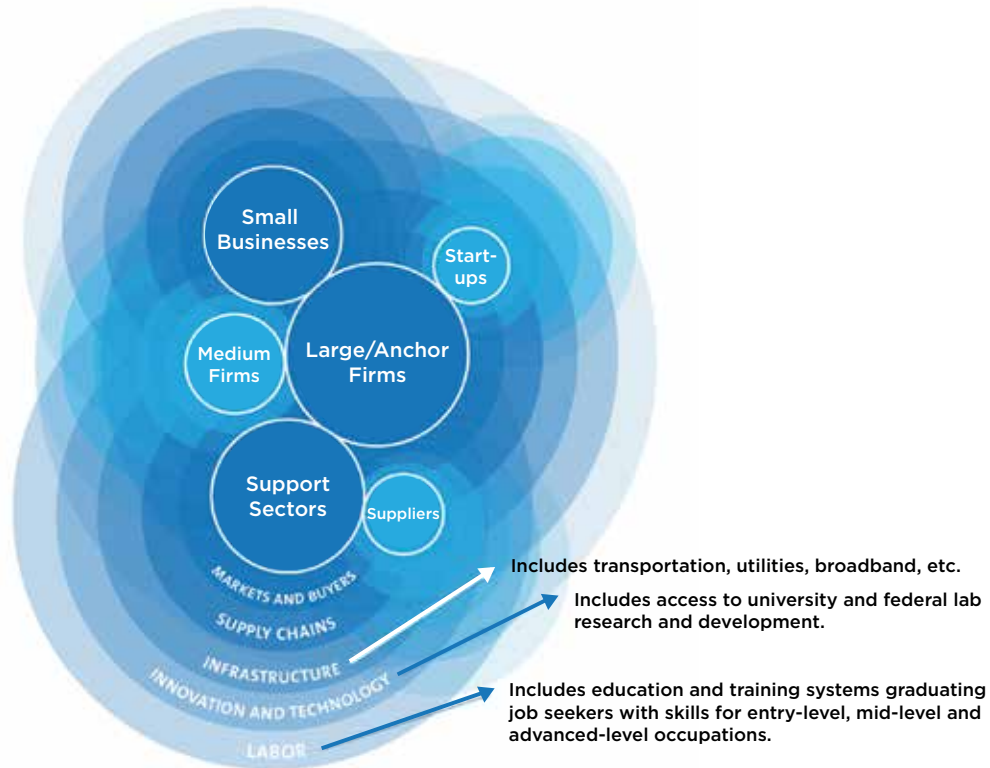 Small
Businesses
Start-
ups
Medium
Firms
Large/Anchor
Firms
Support
Sectors
Suppliers
MARKETS AND BUYERS
SUPPLY CHAINS
INFRASTRUCTURE
INNOVATION AND TECHNOLOGY
LABOR
Includes transportation, utilities, broadband, etc.
Includes access to university and federal lab
research and development.
Includes education and training systems graduating
job seekers with skills for entry-level, mid-level and
advanced-level occupations.